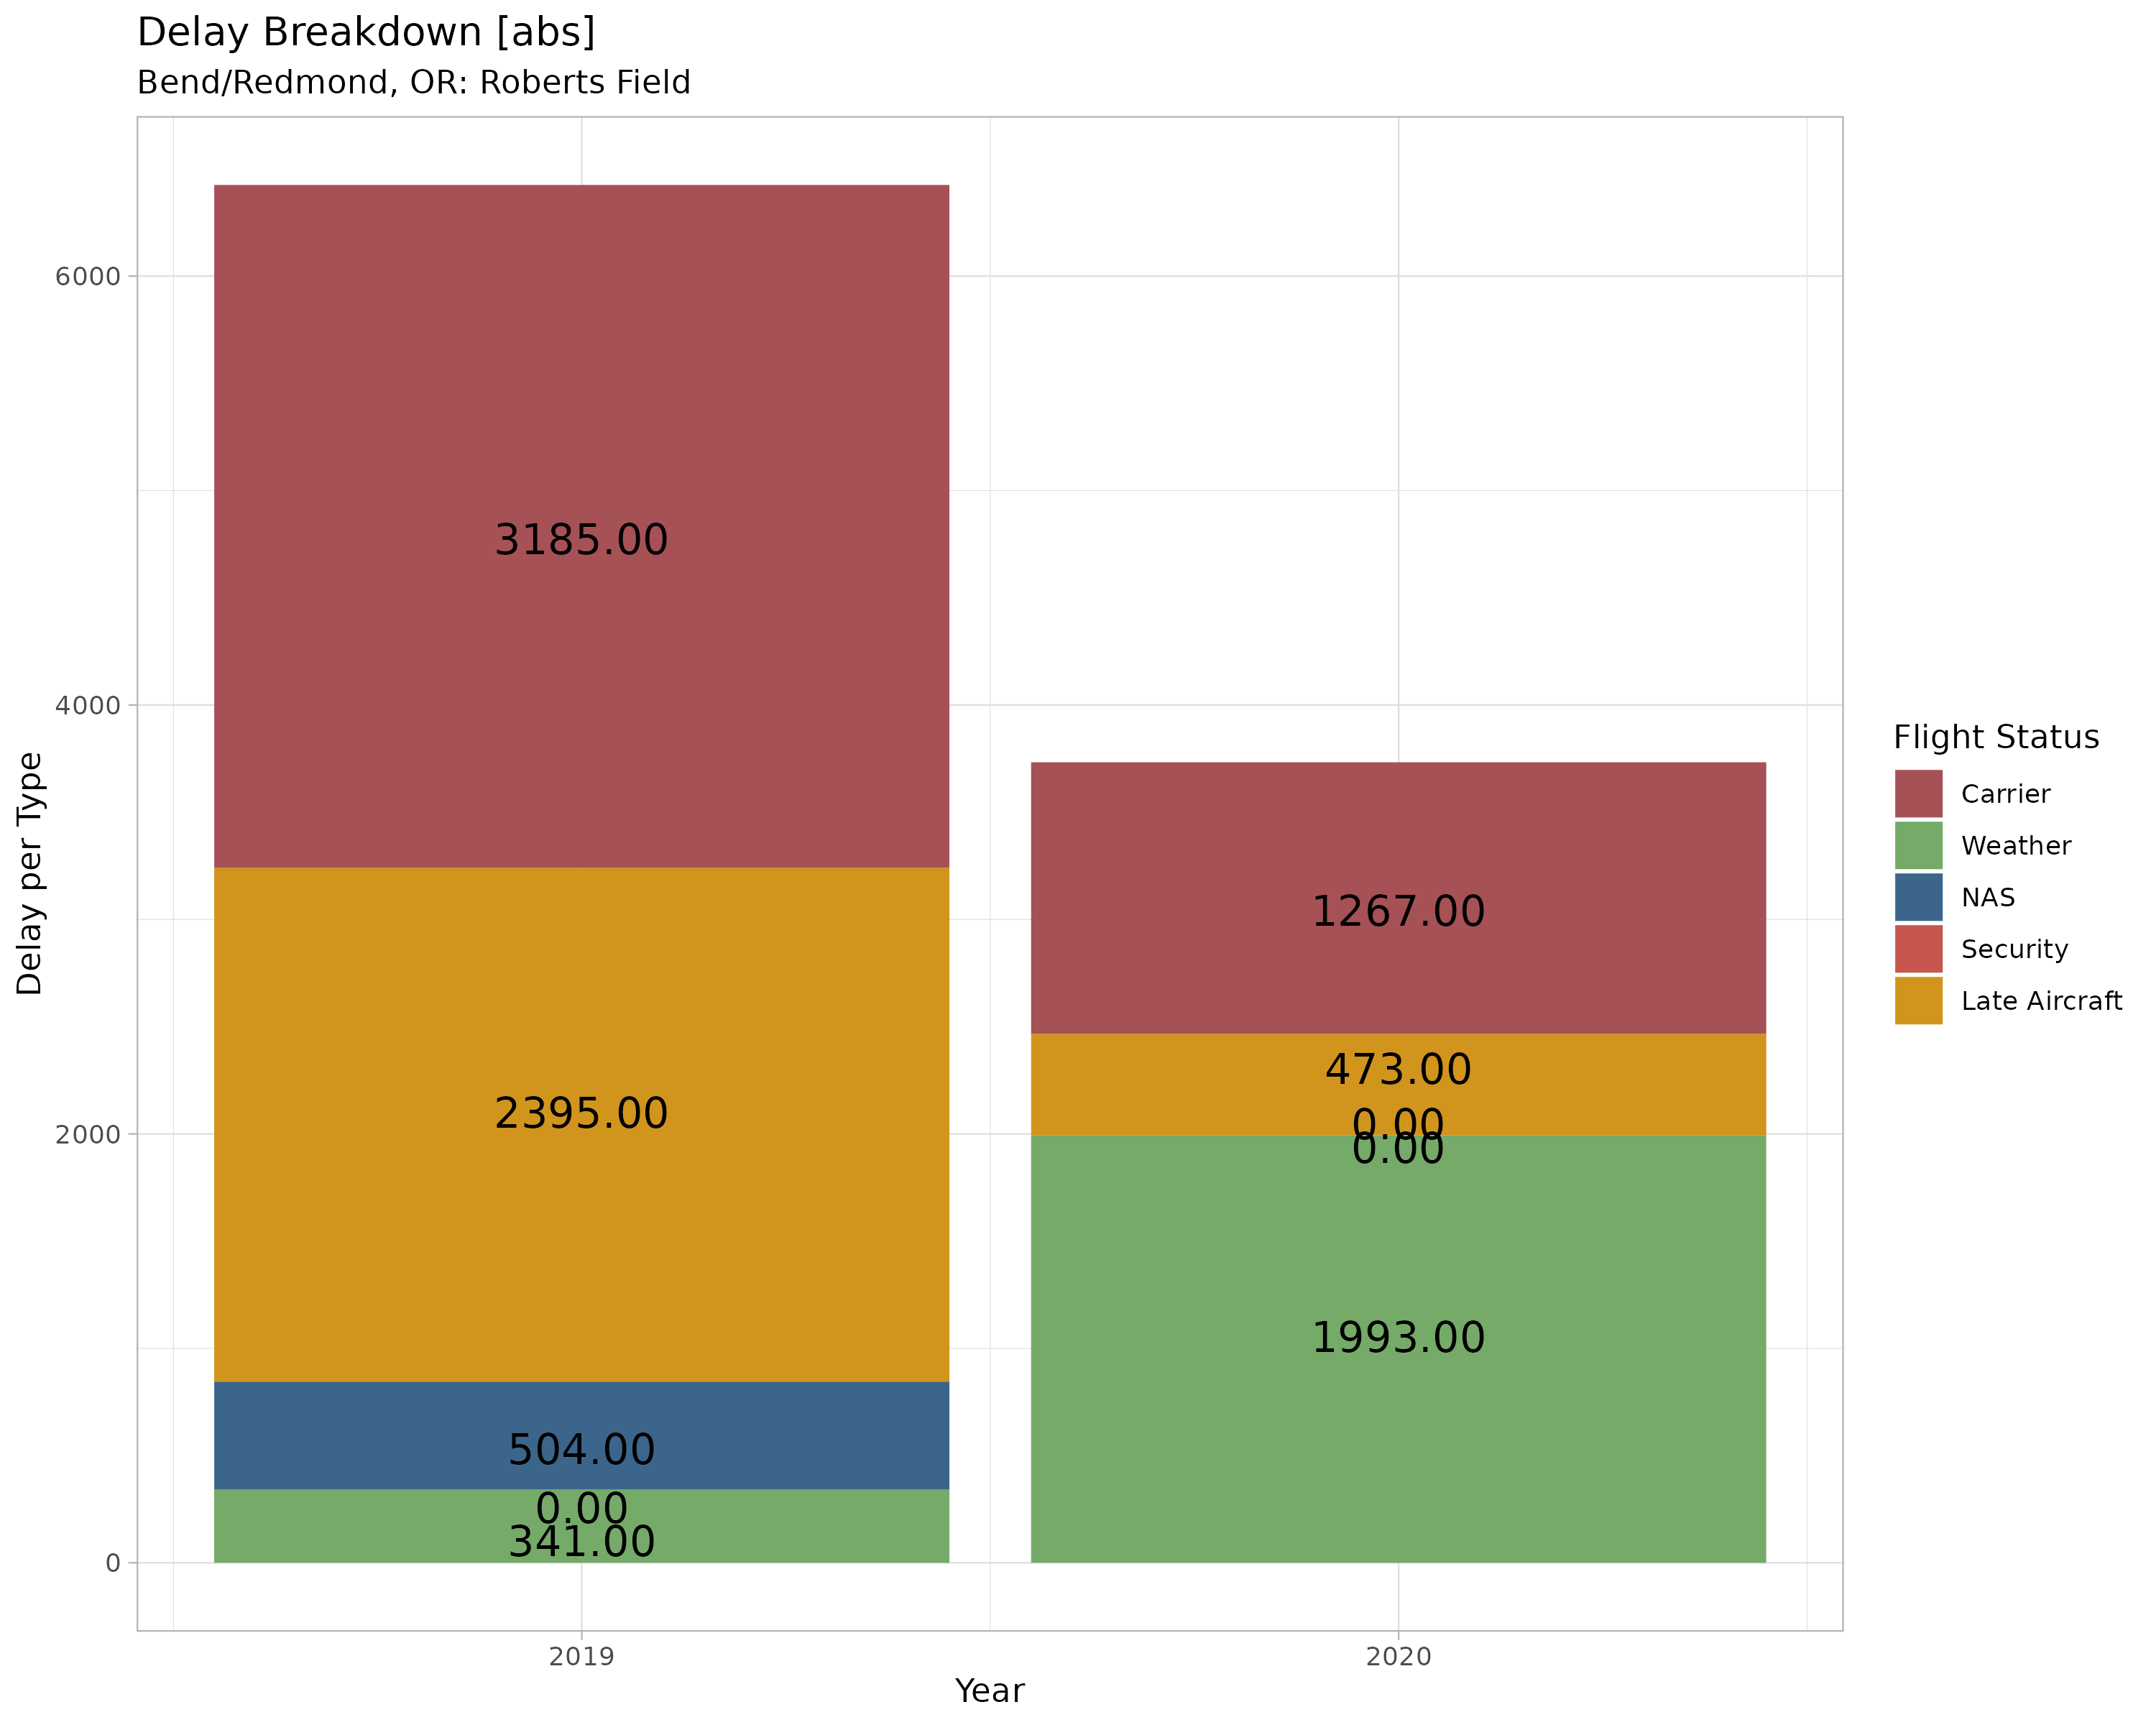 Delay Breakdown [abs]
Bend/Redmond, OR: Roberts Field
Delay per Type
6000
4000
2000
0
3185.00
2395.00
504.00
0.00
341.00
1267.00
473.00
0.00
0.00
1993.00
2019
2020
Year
Flight Status
Carrier
Weather
NAS
Security
Late Aircraft